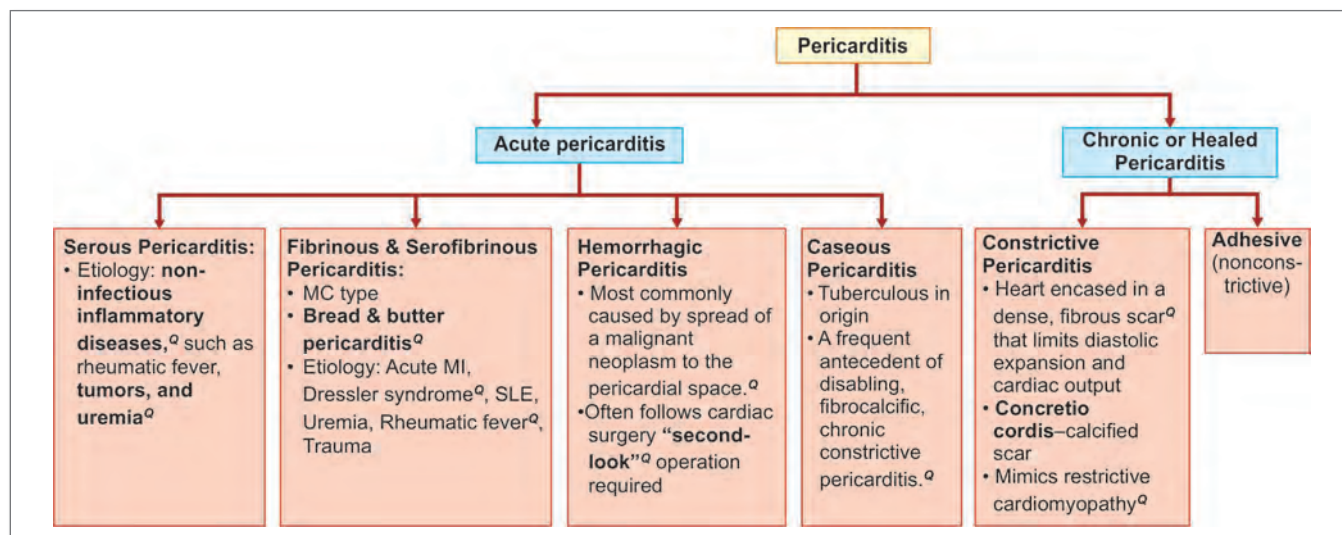 Pericarditis
Acute pericarditis
Chronic or Healed
Pericarditis
Serous Pericarditis:
• Etiology: non-
infectious
inflammatory
diseases,Q such as
rheumatic fever,
tumors, and
uremiaQ
Fibrinous & Serofibrinous
Pericarditis:
• MC type
• Bread & butter
pericarditisQ
• Etiology: Acute MI,
Dressler syndromeQ, SLE,
Uremia, Rheumatic feverQ,
Trauma
Hemorrhagic
Pericarditis
• Most commonly
caused by spread of
a malignant
neoplasm to the
pericardial space.Q
•Often follows cardiac
surgery “second-
look”Q operation
required
Caseous
Pericarditis
• Tuberculous in
origin
• A frequent
antecedent of
disabling,
fibrocalcific,
chronic
constrictive
pericarditis.Q
Constrictive
Pericarditis
• Heart encased in a
dense, fibrous scarQ
that limits diastolic
expansion and
cardiac output
• Concretio
cordis–calcified
scar
• Mimics restrictive
cardiomyopathyQ
Adhesive
(noncons-
trictive)